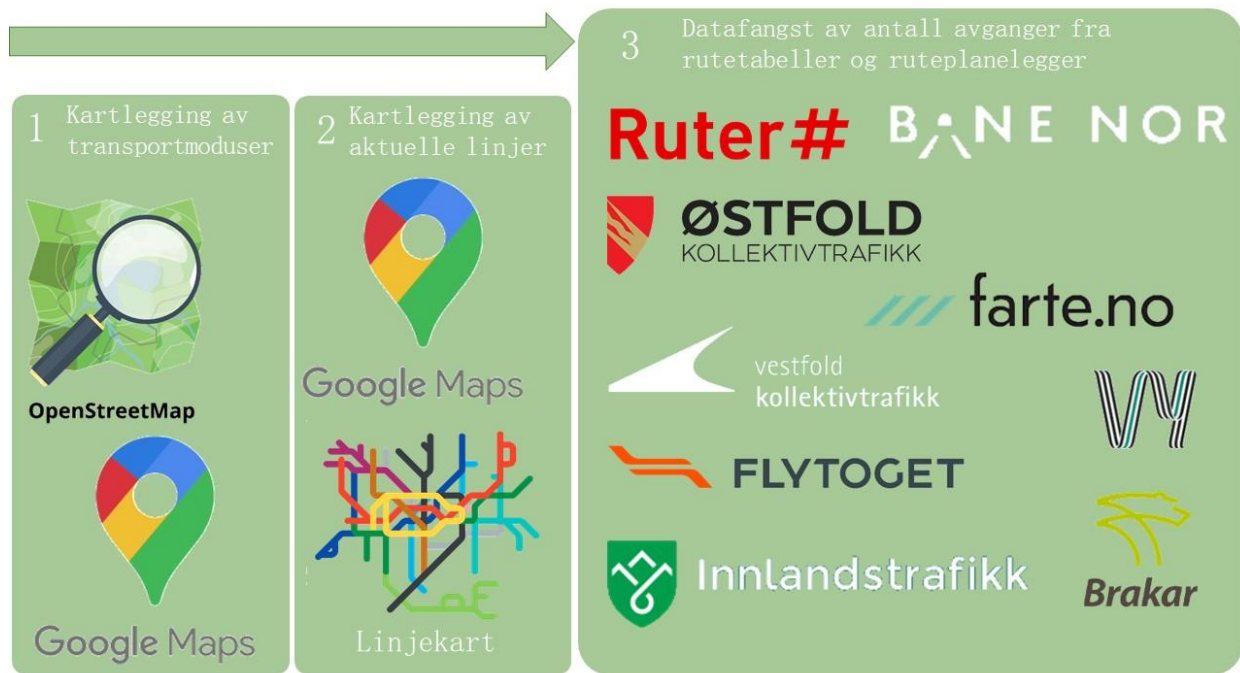 1 Kartlegging av
transportmoduser
OpenStreetMap
Google Maps
2 Kartlegging av
aktuelle linjer
Google Maps
Linjekart
3 Datafangst av antall avganger fra
rutetabeller og ruteplanelegger
Ruter#
BANE NOR
ØSTFOLD
KOLLEKTIVTRAFIKK
farte.no
vestfold
kollektivtrafikk
VY
FLYTOGET
Brakar
Innlandstrafikk